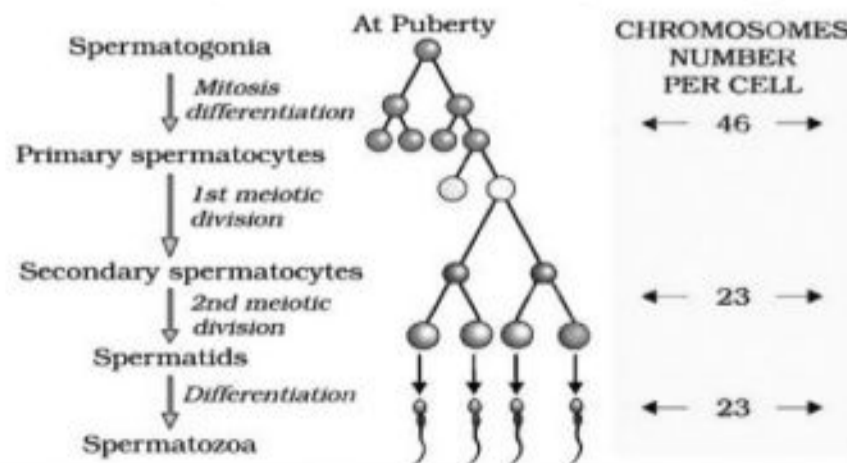 At Puberty
CHROMOSOMES
NUMBER
PER CELL
Spermatogonia
Mitosis
differentiation
46
Primary spermatocytes
1st meiotic
division
Secondary spermatocytes
23
2nd meiotic
division
Spermatids
Differentiation
23
Spermatozoa